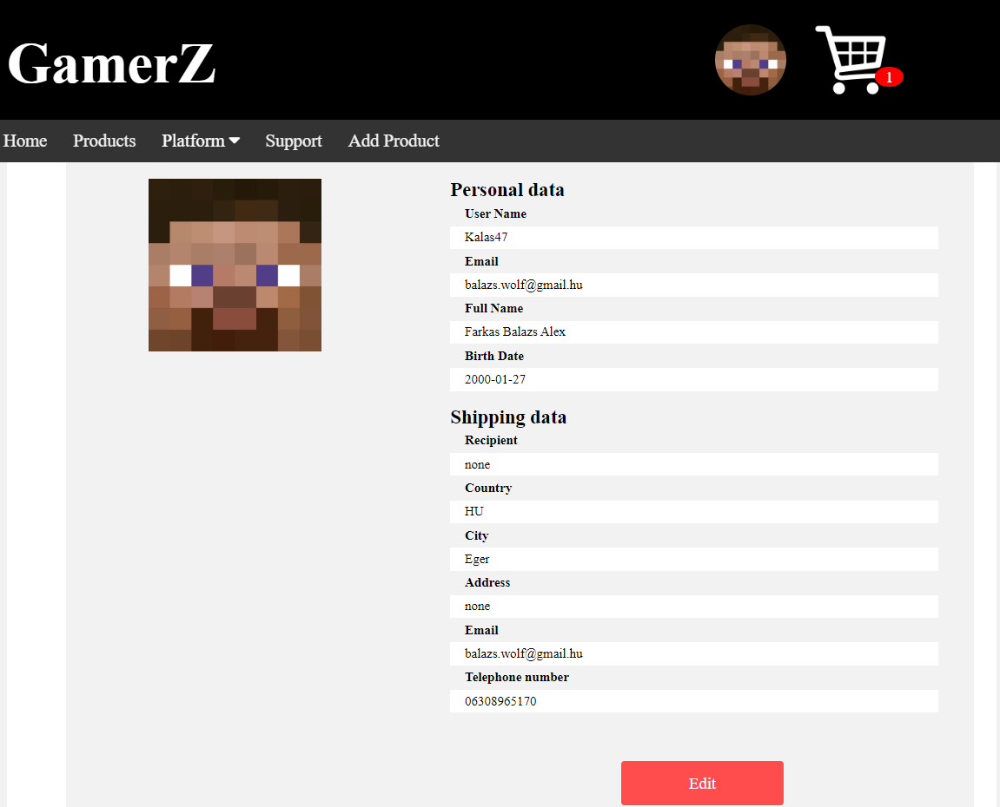 GamerZ
1
Home Products Platform Support Add Product
Personal data
User Name
Kalas47
Email
balazs.wolf@gmail.hu
Full Name
Farkas Balazs Alex
Birth Date
2000-01-27
Shipping data
Recipient
none
Country
HU
City
Eger
Address
none
Email
balazs.wolf@gmail.hu
Telephone number
06308965170
Edit